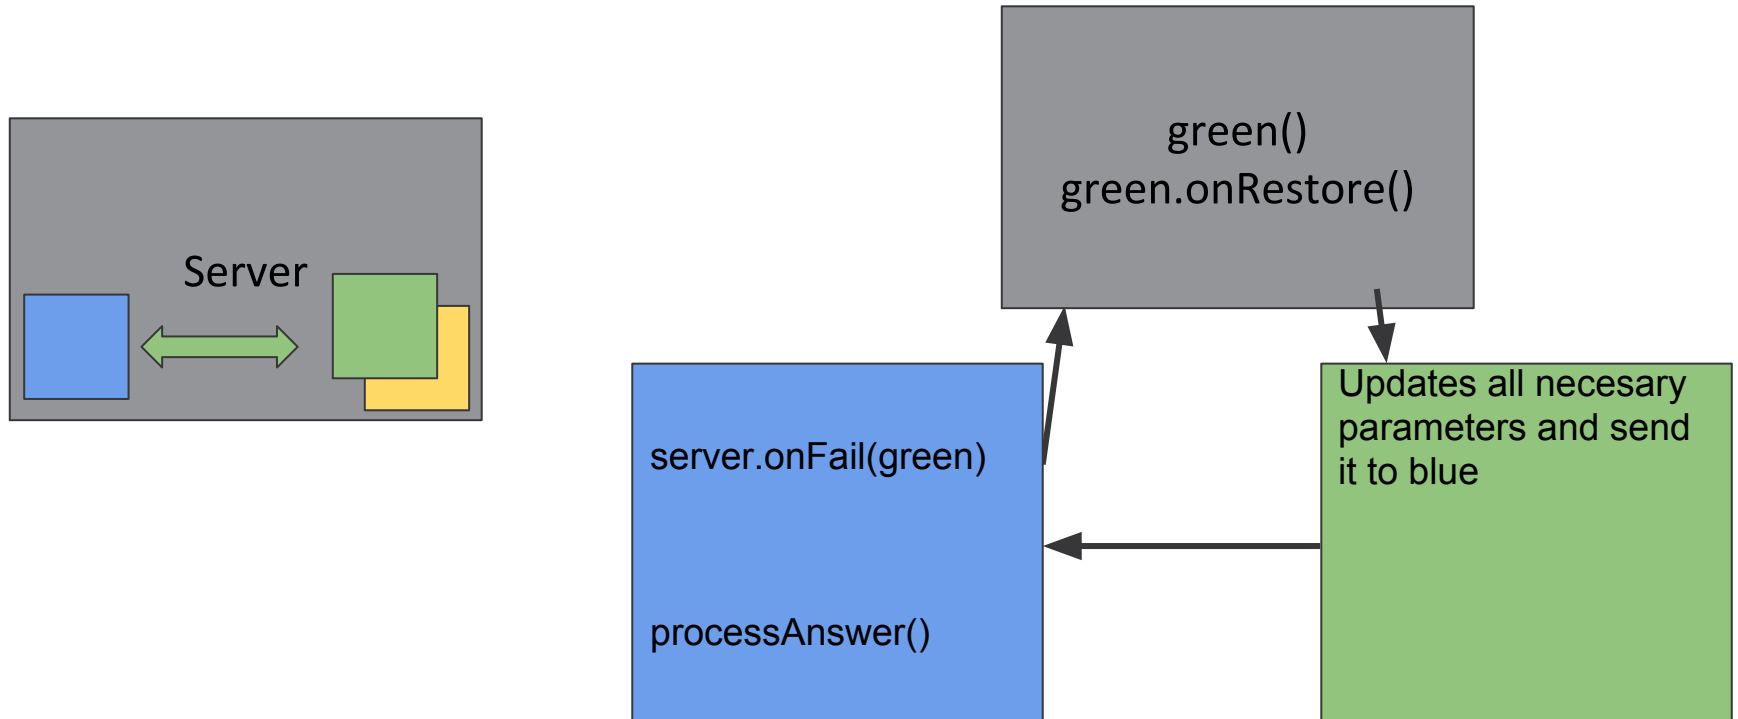 Server
green()
green.onRestore()
server.onFail(green)
processAnswer()
Updates all necesary
parameters and send
it to blue